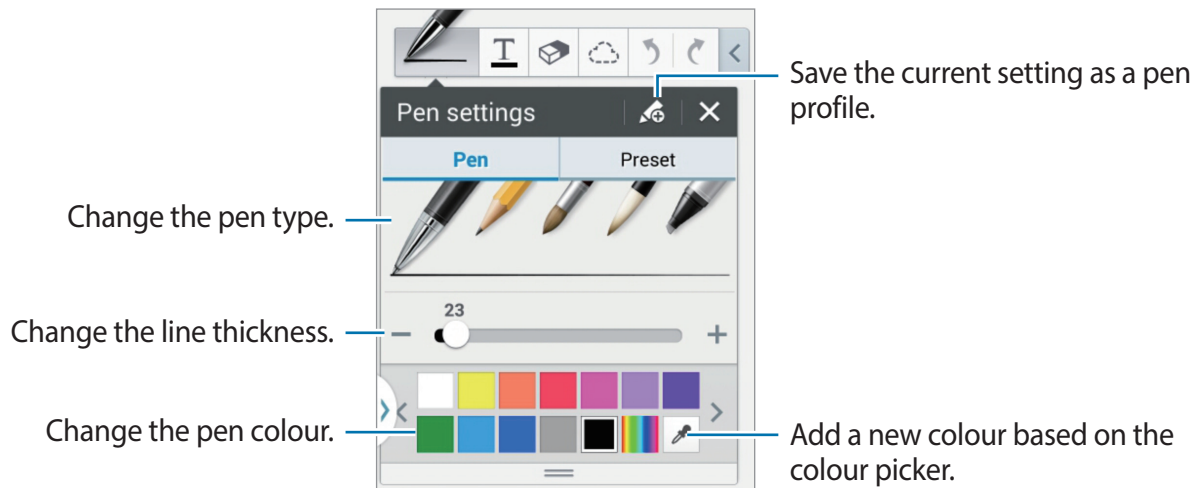 T
Save the current setting as a pen
profile.
Pen settings
Pen
Preset
Change the pen type.
23
Change the line thickness.
Change the pen colour.
Add a new colour based on the
colour picker.